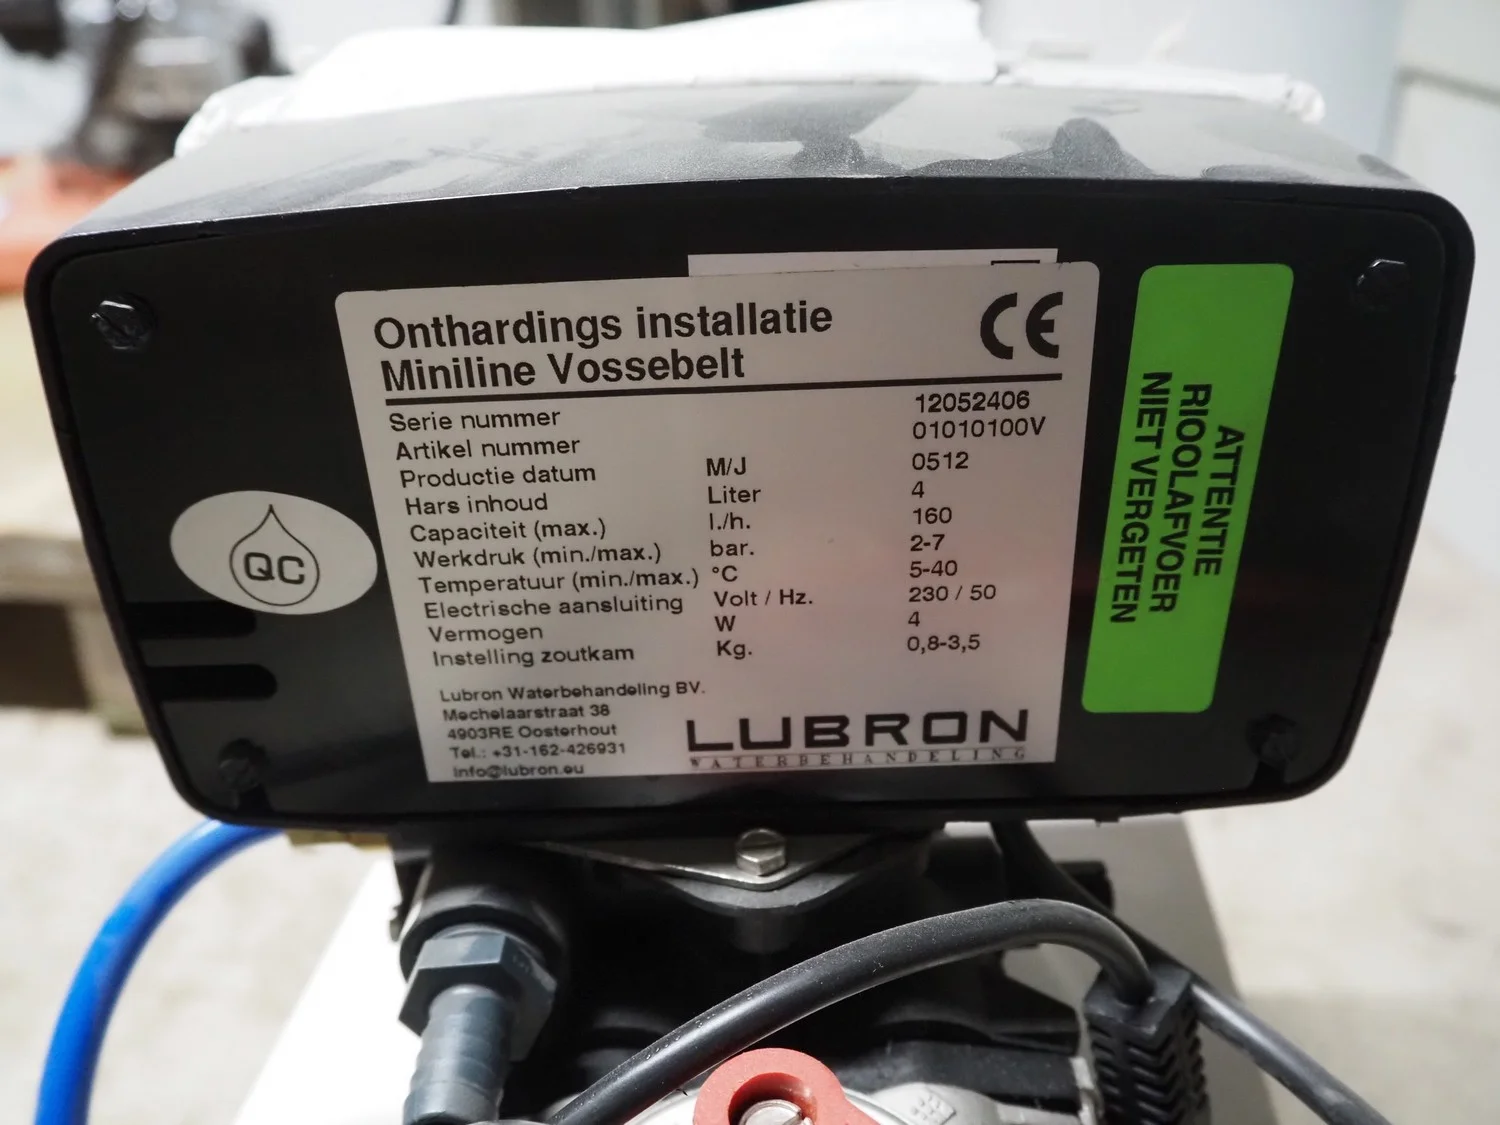 Onthardings installatie
Miniline Vossebelt
CE
Serie nummer 12052406
Artikel nummer 01010100V
Productie datum M/J 0512
Hars inhoud Liter 4
Capaciteit (max.) l./h. 160
Werkdruk (min./max.) bar. 2-7
Temperatuur (min./max.) °C 5-40
Electrische aansluiting Volt / Hz. 230 / 50
Vermogen W 4
Instelling zoutkam Kg. 0,8-3,5
Lubron Waterbehandeling BV.
Mechelaarstraat 38
4903RE Oosterhout
Tel.: +31-162-426931
info@lubron.eu
LUBRON
WATERBEHANDELING
QC
ATTENTIE
RIOOLAFVOER
NIET VERGETEN